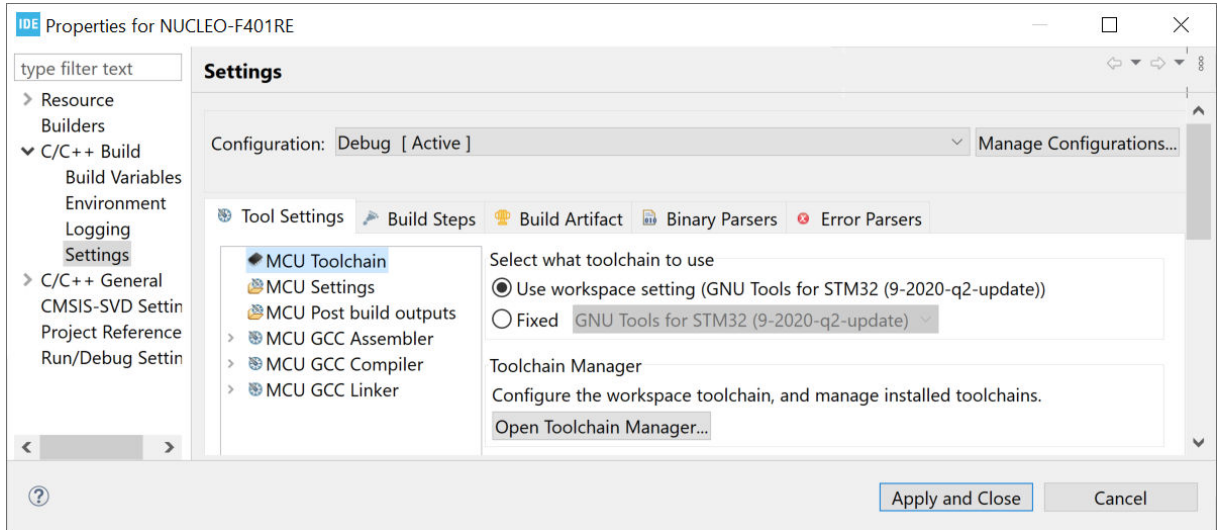 IDE Properties for NUCLEO-F401RE
type filter text
Resource
Builders
C/C++ Build
Build Variables
Environment
Logging
Settings
C/C++ General
CMSIS-SVD Settin
Project Reference
Run/Debug Settin
Settings
Configuration: Debug [ Active ] Manage Configurations...
Tool Settings Build Steps Build Artifact Binary Parsers Error Parsers
MCU Toolchain
MCU Settings
MCU Post build outputs
MCU GCC Assembler
MCU GCC Compiler
MCU GCC Linker
Select what toolchain to use
Use workspace setting (GNU Tools for STM32 (9-2020-q2-update))
Fixed GNU Tools for STM32 (9-2020-q2-update)
Toolchain Manager
Configure the workspace toolchain, and manage installed toolchains.
Open Toolchain Manager...
? Apply and Close Cancel